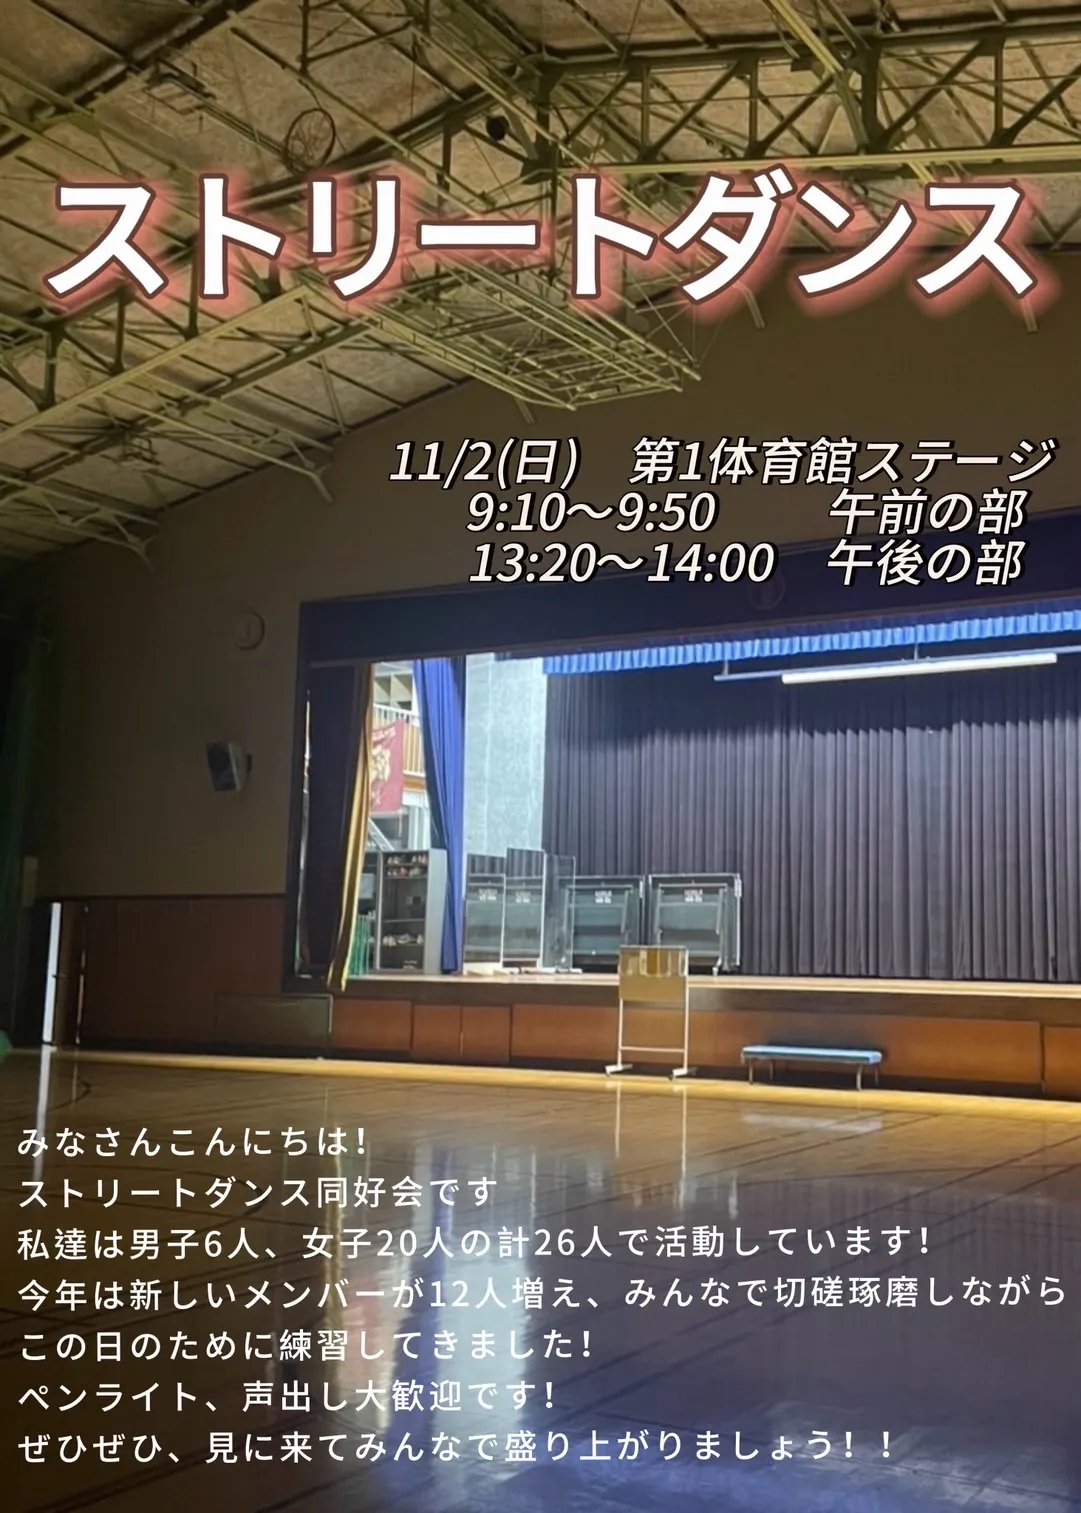 ストリートダンス
11/2(日)　第1体育館ステージ
9:10～9:50　午前の部
13:20～14:00　午後の部
みなさんこんにちは！
ストリートダンス同好会です
私達は男子6人、女子20人の計26人で活動しています！
今年は新しいメンバーが12人増え、みんなで切磋琢磨しながら
この日のために練習してきました！
ペンライト、声出し大歓迎です！
ぜひぜひ、見に来てみんなで盛り上がりましょう！！